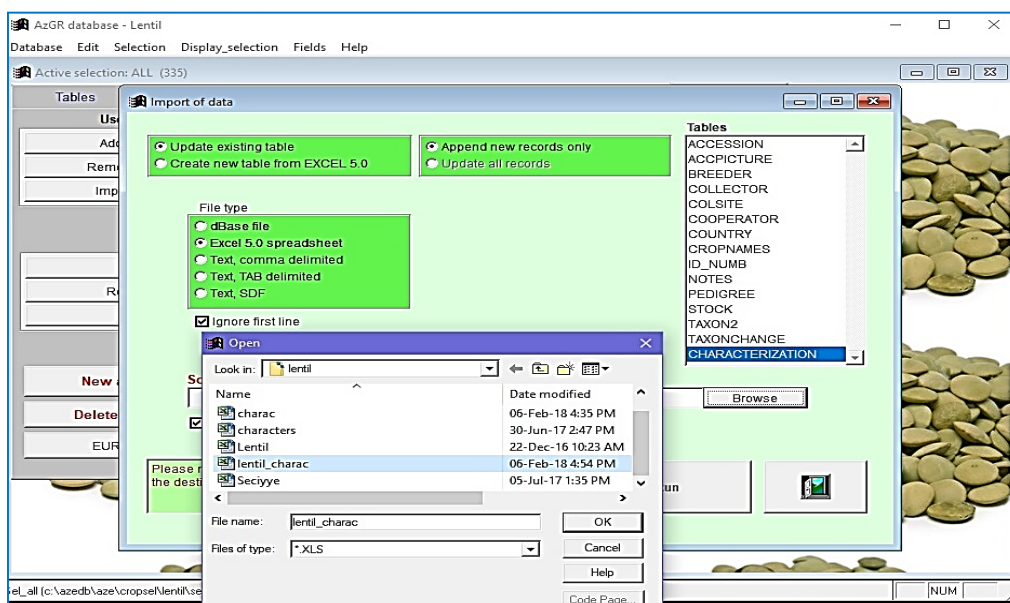 AzGR database - Lentil
Database Edit Selection Display_selection Fields Help
Active selection: ALL (335)
Tables
Import of data
Update existing table
Create new table from EXCEL 5.0
Append new records only
Update all records
Tables
ACCESSION
ACCPICTURE
BREEDER
COLLECTOR
COLSITE
COOPERATOR
COUNTRY
CROPNAMES
ID_NUMB
NOTES
PEDIGREE
STOCK
TAXON2
TAXONCHANGE
CHARACTERIZATION
File type
dBase file
Excel 5.0 spreadsheet
Text, comma delimited
Text, TAB delimited
Text, SDF
Ignore first line
New
Delete
EUR
Browse
Please
the
Open
Look in: lentil
Name Date modified
charac 06-Feb-18 4:35 PM
characters 30-Jun-17 2:47 PM
Lentil 22-Dec-16 10:23 AM
lentil_charac 06-Feb-18 4:54 PM
Seciyye 05-Jul-17 1:35 PM
File name: lentil_charac OK
Files of type: *.XLS Cancel
Help
Code Page...
(c:\azedb\aze\cropsel\lentil\se
NUM